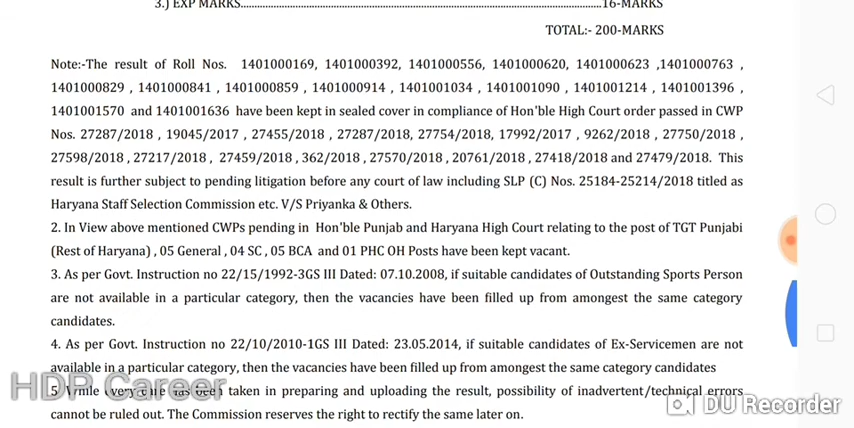 3.) EXP MARKS.....................................................................................................................16-MARKS
TOTAL:- 200-MARKS
Note:-The result of Roll Nos. 1401000169, 1401000392, 1401000556, 1401000620, 1401000623 ,1401000763 ,
1401000829 , 1401000841 , 1401000859 , 1401000914 , 1401001034 , 1401001090 , 1401001214 , 1401001396 ,
1401001570 and 1401001636 have been kept in sealed cover in compliance of Hon'ble High Court order passed in CWP
Nos. 27287/2018 , 19045/2017 , 27455/2018 , 27287/2018, 27754/2018, 17992/2017 , 9262/2018 , 27750/2018 ,
27598/2018 , 27217/2018 , 27459/2018 , 362/2018 , 27570/2018 , 20761/2018 , 27418/2018 and 27479/2018. This
result is further subject to pending litigation before any court of law including SLP (C) Nos. 25184-25214/2018 titled as
Haryana Staff Selection Commission etc. V/S Priyanka & Others.
2. In View above mentioned CWPs pending in Hon'ble Punjab and Haryana High Court relating to the post of TGT Punjabi
(Rest of Haryana) , 05 General , 04 SC , 05 BCA and 01 PHC OH Posts have been kept vacant.
3. As per Govt. Instruction no 22/15/1992-3GS III Dated: 07.10.2008, if suitable candidates of Outstanding Sports Person
are not available in a particular category, then the vacancies have been filled up from amongest the same category
candidates.
4. As per Govt. Instruction no 22/10/2010-1GS III Dated: 23.05.2014, if suitable candidates of Ex-Servicemen are not
available in a particular category, then the vacancies have been filled up from amongest the same category candidates
5. While every care has been taken in preparing and uploading the result, possibility of inadvertent/technical errors
cannot be ruled out. The Commission reserves the right to rectify the same later on.
HDP Career
DU Recorder